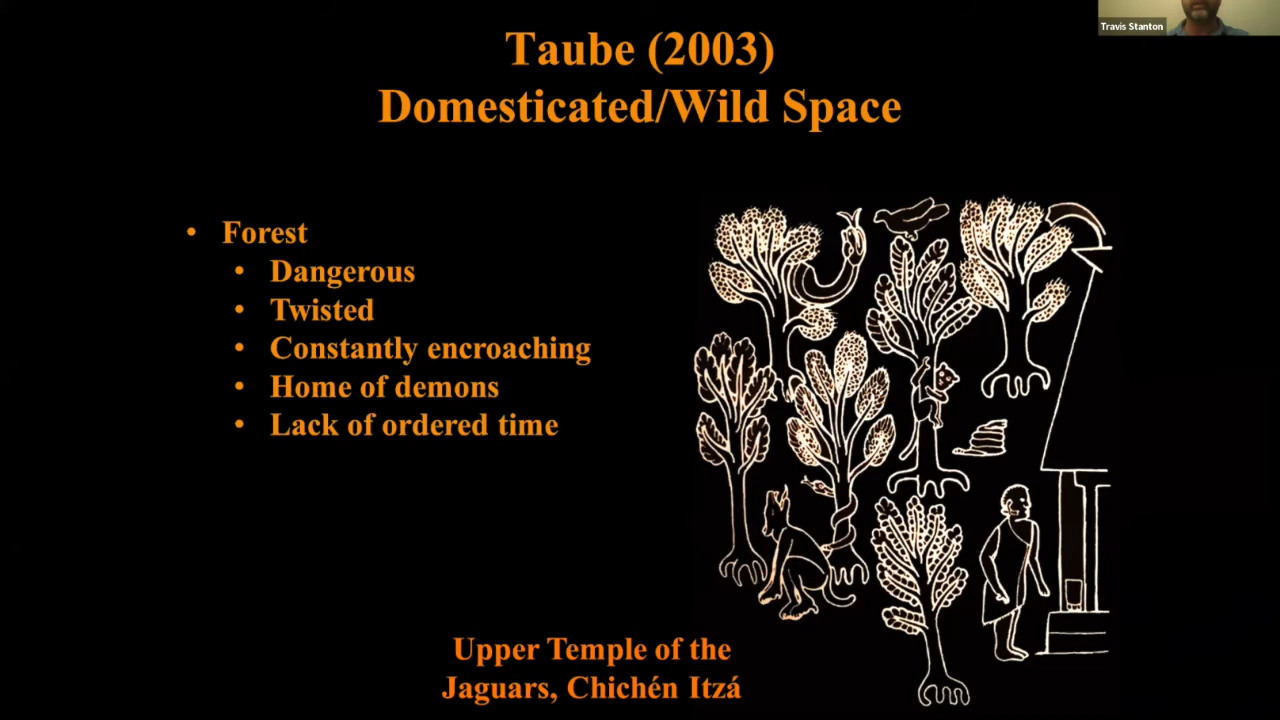 Travis Stanton
Taube (2003)
Domesticated/Wild Space
• Forest
• Dangerous
• Twisted
• Constantly encroaching
• Home of demons
• Lack of ordered time
Upper Temple of the
Jaguars, Chichén Itzá